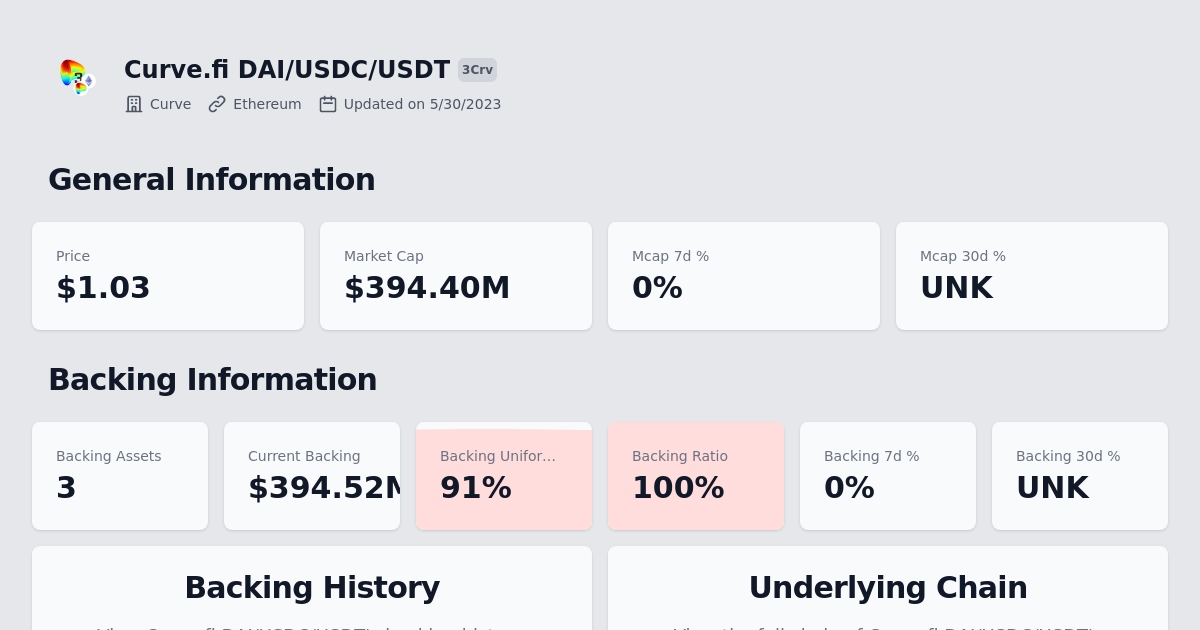 Curve.fi DAI/USDC/USDT 3Crv
Curve Ethereum Updated on 5/30/2023
General Information
Price
$1.03
Market Cap
$394.40M
Mcap 7d %
0%
Mcap 30d %
UNK
Backing Information
Backing Assets
3
Current Backing
$394.52M
Backing Unifor...
91%
Backing Ratio
100%
Backing 7d %
0%
Backing 30d %
UNK
Backing History
Underlying Chain